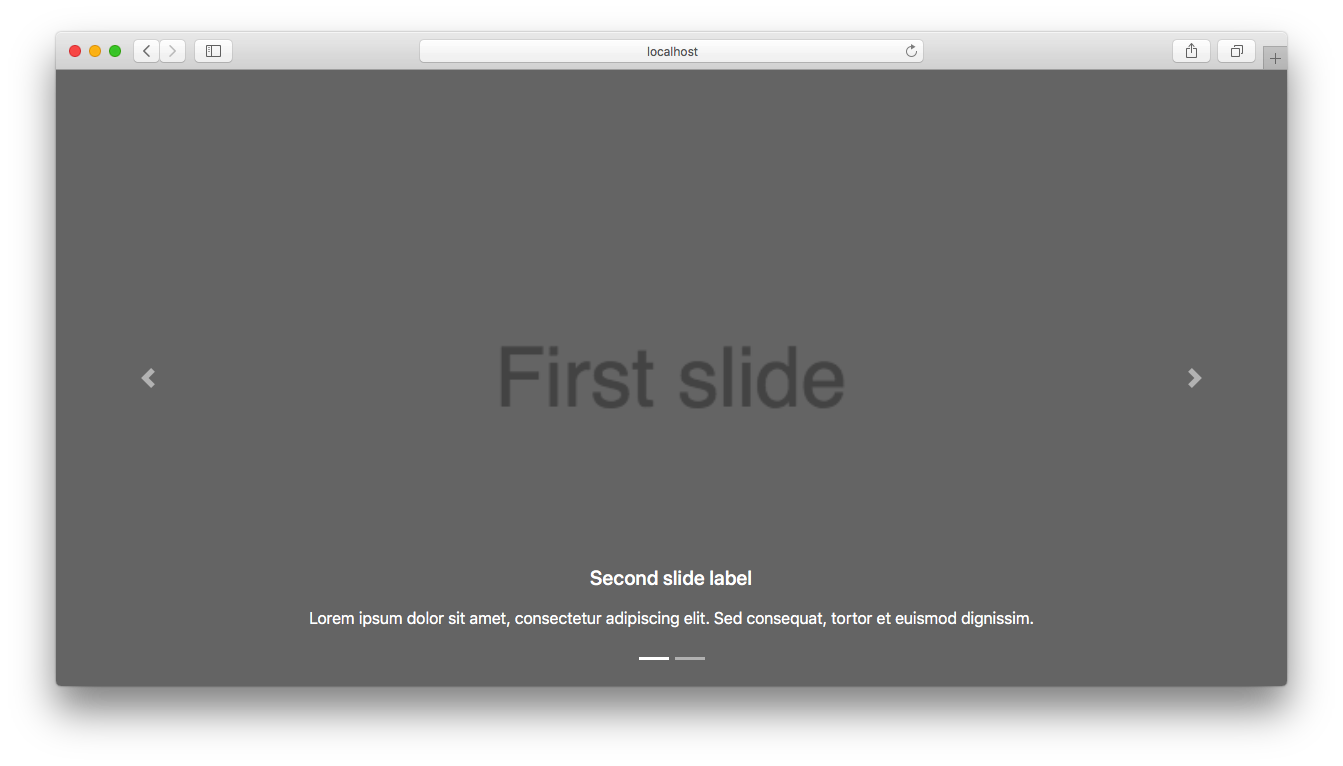 localhost
First slide
Second slide label
Lorem ipsum dolor sit amet, consectetur adipiscing elit. Sed consequat, tortor et euismod dignissim.